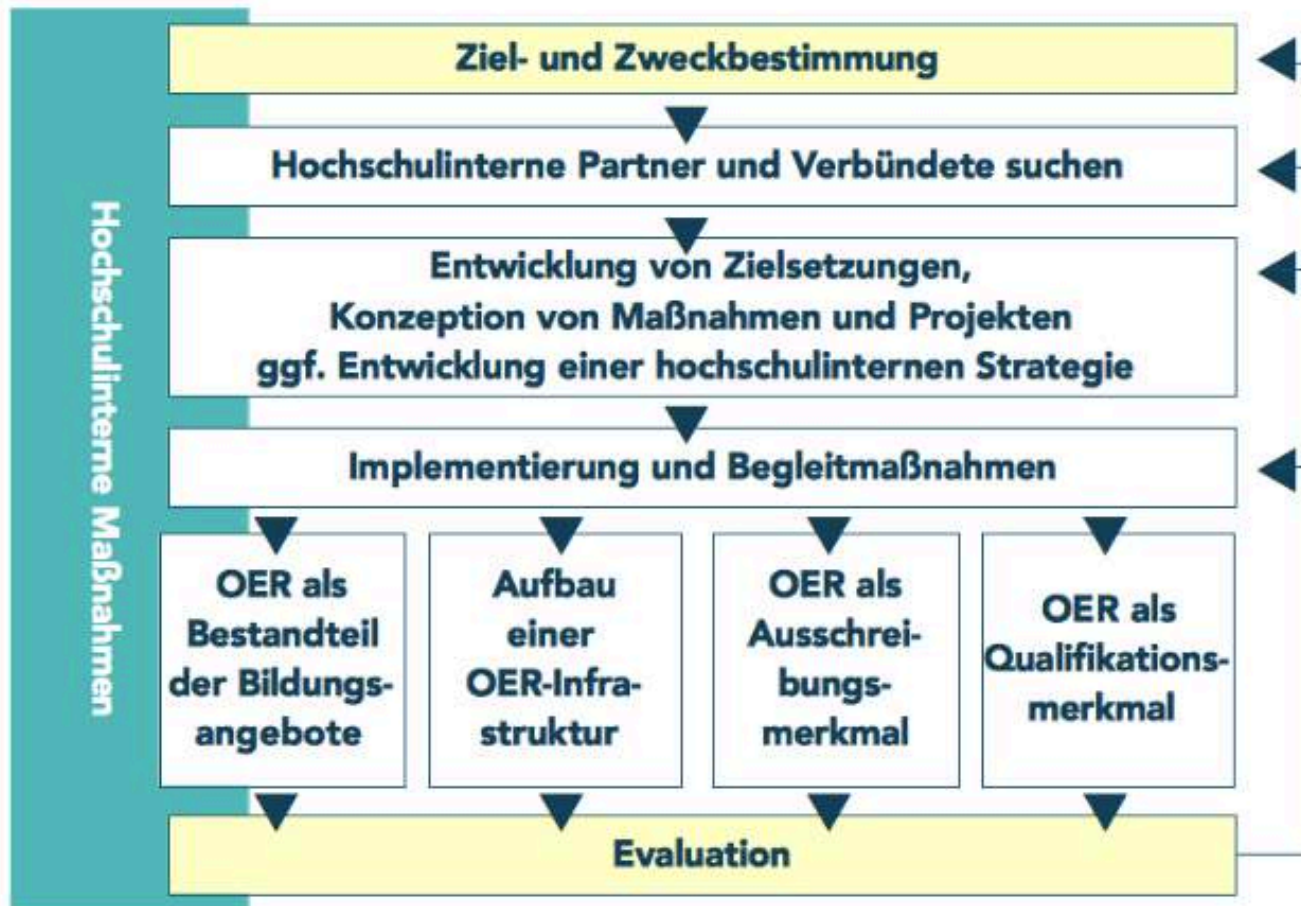 Hochschulinterne Maßnahmen
Ziel- und Zweckbestimmung
Hochschulinterne Partner und Verbündete suchen
Entwicklung von Zielsetzungen,
Konzeption von Maßnahmen und Projekten
ggf. Entwicklung einer hochschulinternen Strategie
Implementierung und Begleitmaßnahmen
OER als
Bestandteil
der Bildungs-
angebote
Aufbau
einer
OER-Infra-
struktur
OER als
Ausschrei-
bungs-
merkmal
OER als
Qualifikations-
merkmal
Evaluation